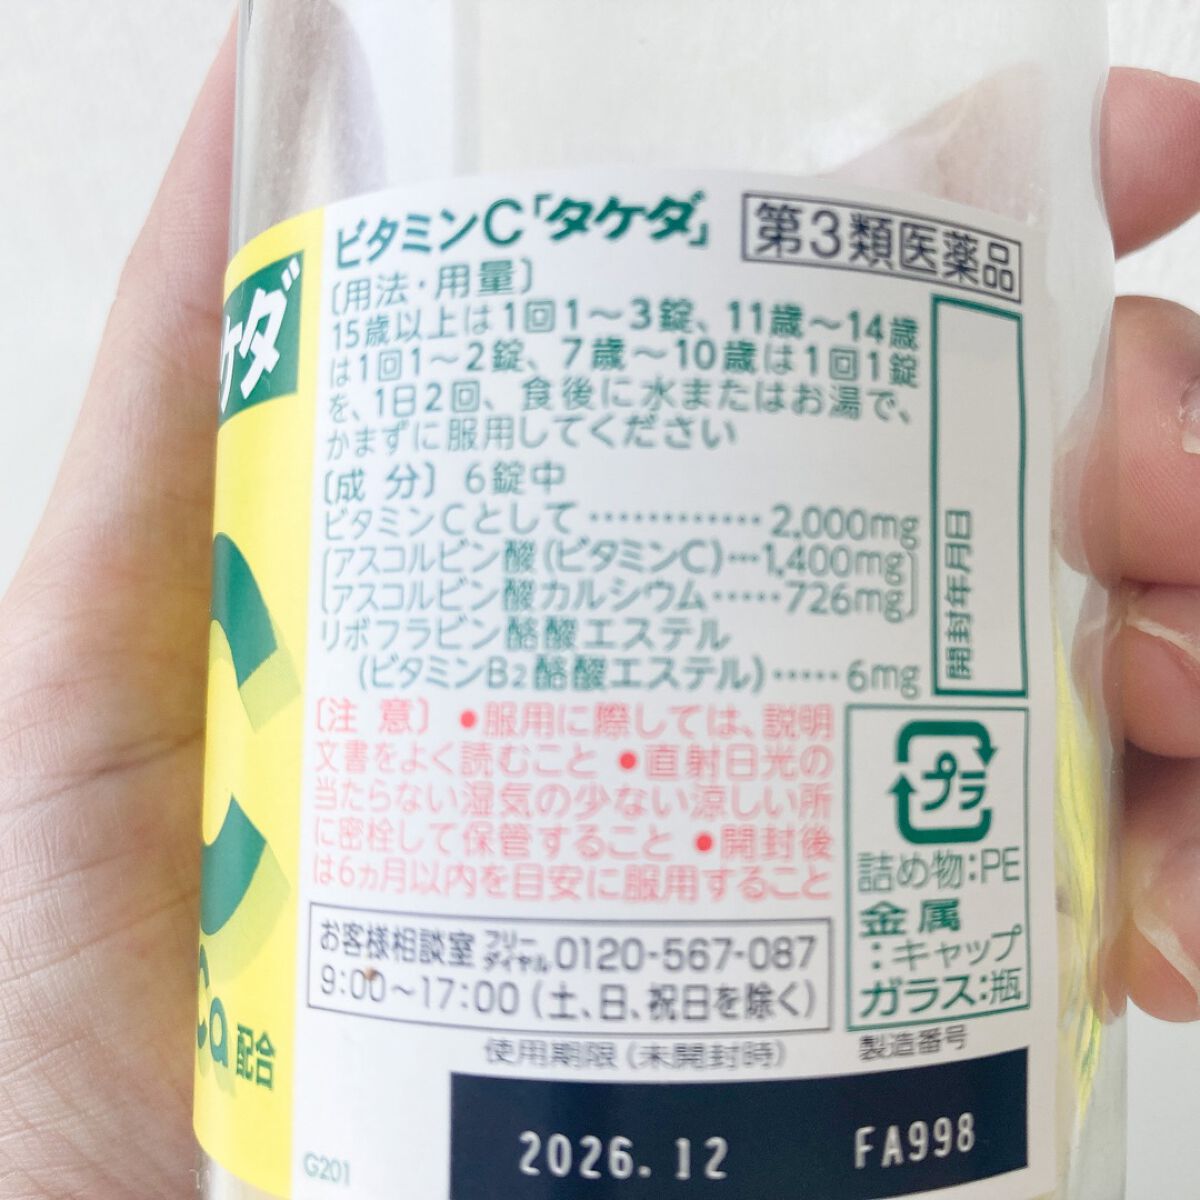 ケダ
C
Ca配合
ビタミンC「タケダ」
第3類医薬品
〔用法・用量〕
15歳以上は1回1～3錠、11歳～14歳
は1回1～2錠、7歳～10歳は1回1錠
を、1日2回、食後に水またはお湯で、
かまずに服用してください
〔成 分〕 6錠中
ビタミンCとして…………2,000mg
アスコルビン酸(ビタミンC)…1,400mg
アスコルビン酸カルシウム……726mg
リボフラビン酪酸エステル
(ビタミンB2酪酸エステル)……6mg
開封年月日
〔注 意〕 ●服用に際しては、説明
文書をよく読むこと ●直射日光の
当たらない湿気の少ない涼しい所
に密栓して保管すること ●開封後
は6ヵ月以内を目安に服用すること
プラ
詰め物:PE
金属
:キャップ
ガラス:瓶
お客様相談室 フリーダイヤル 0120-567-087
9:00～17:00(土、日、祝日を除く)
使用期限(未開封時)
製造番号
2026.12
FA998
G201